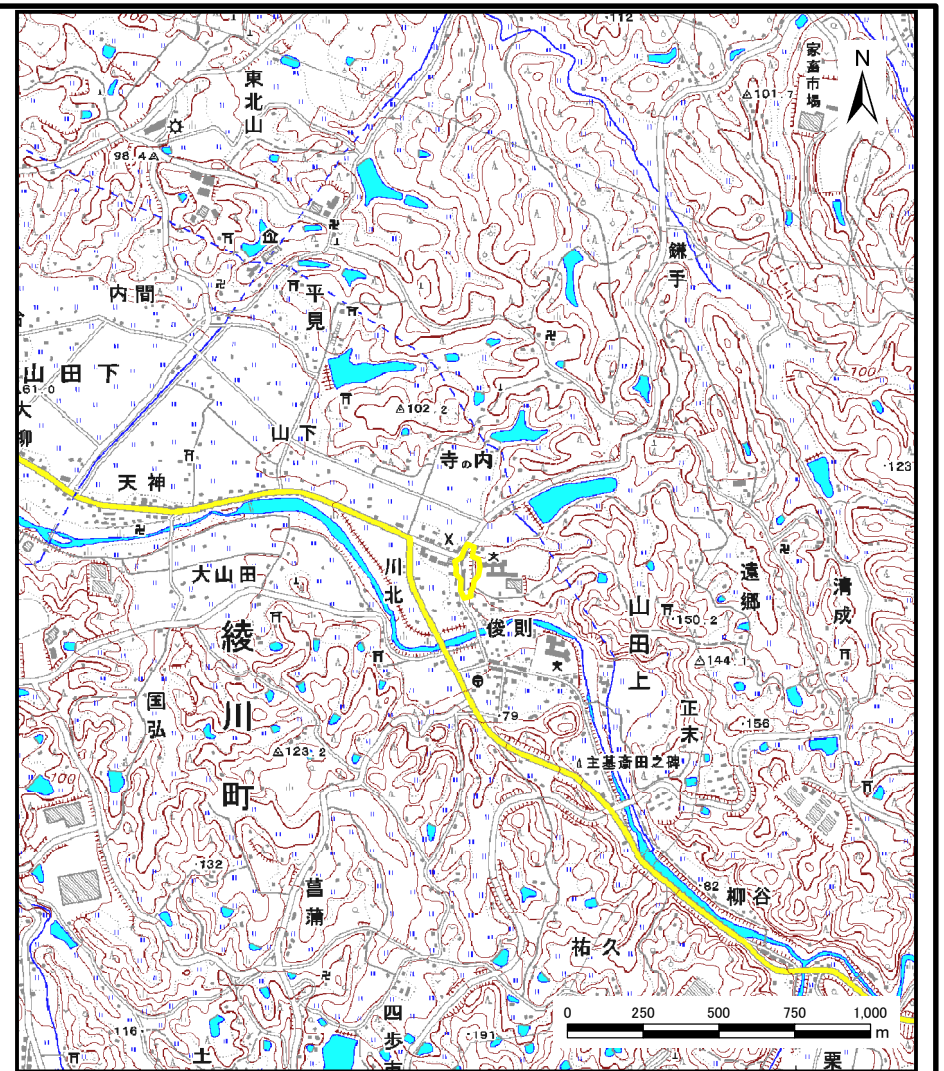 112
家畜市場
N
東北山
101.7
98.4
鎌手
内間
平見
100
山田下
61.0
大柳
102.2
山下
寺の内
123
天神
川北
大山田
遠郷
清成
綾川町
俊則
山田上
150.2
144.1
国弘
正末
79
156
123.2
主基斎田之碑
100
132
菖蒲
82
柳谷
祐久
0 250 500 750 1,000
m
116
四歩市
191
土
栗